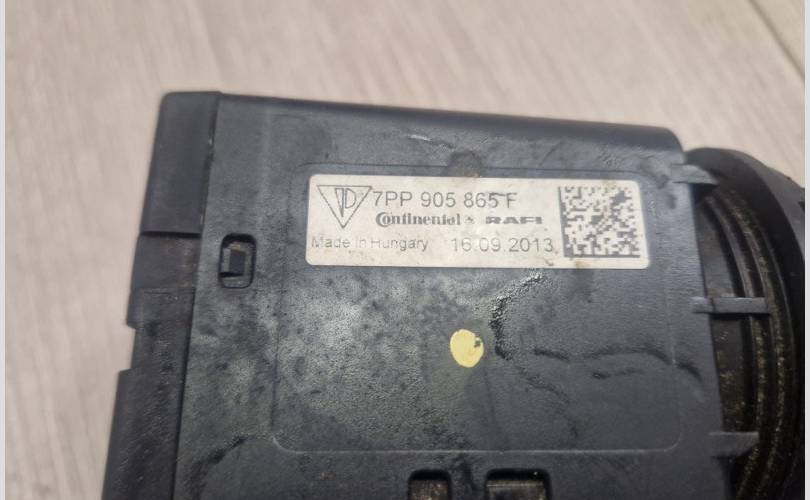 7PP 905 865 F
Continental RAFI
Made in Hungary 16.09.2013